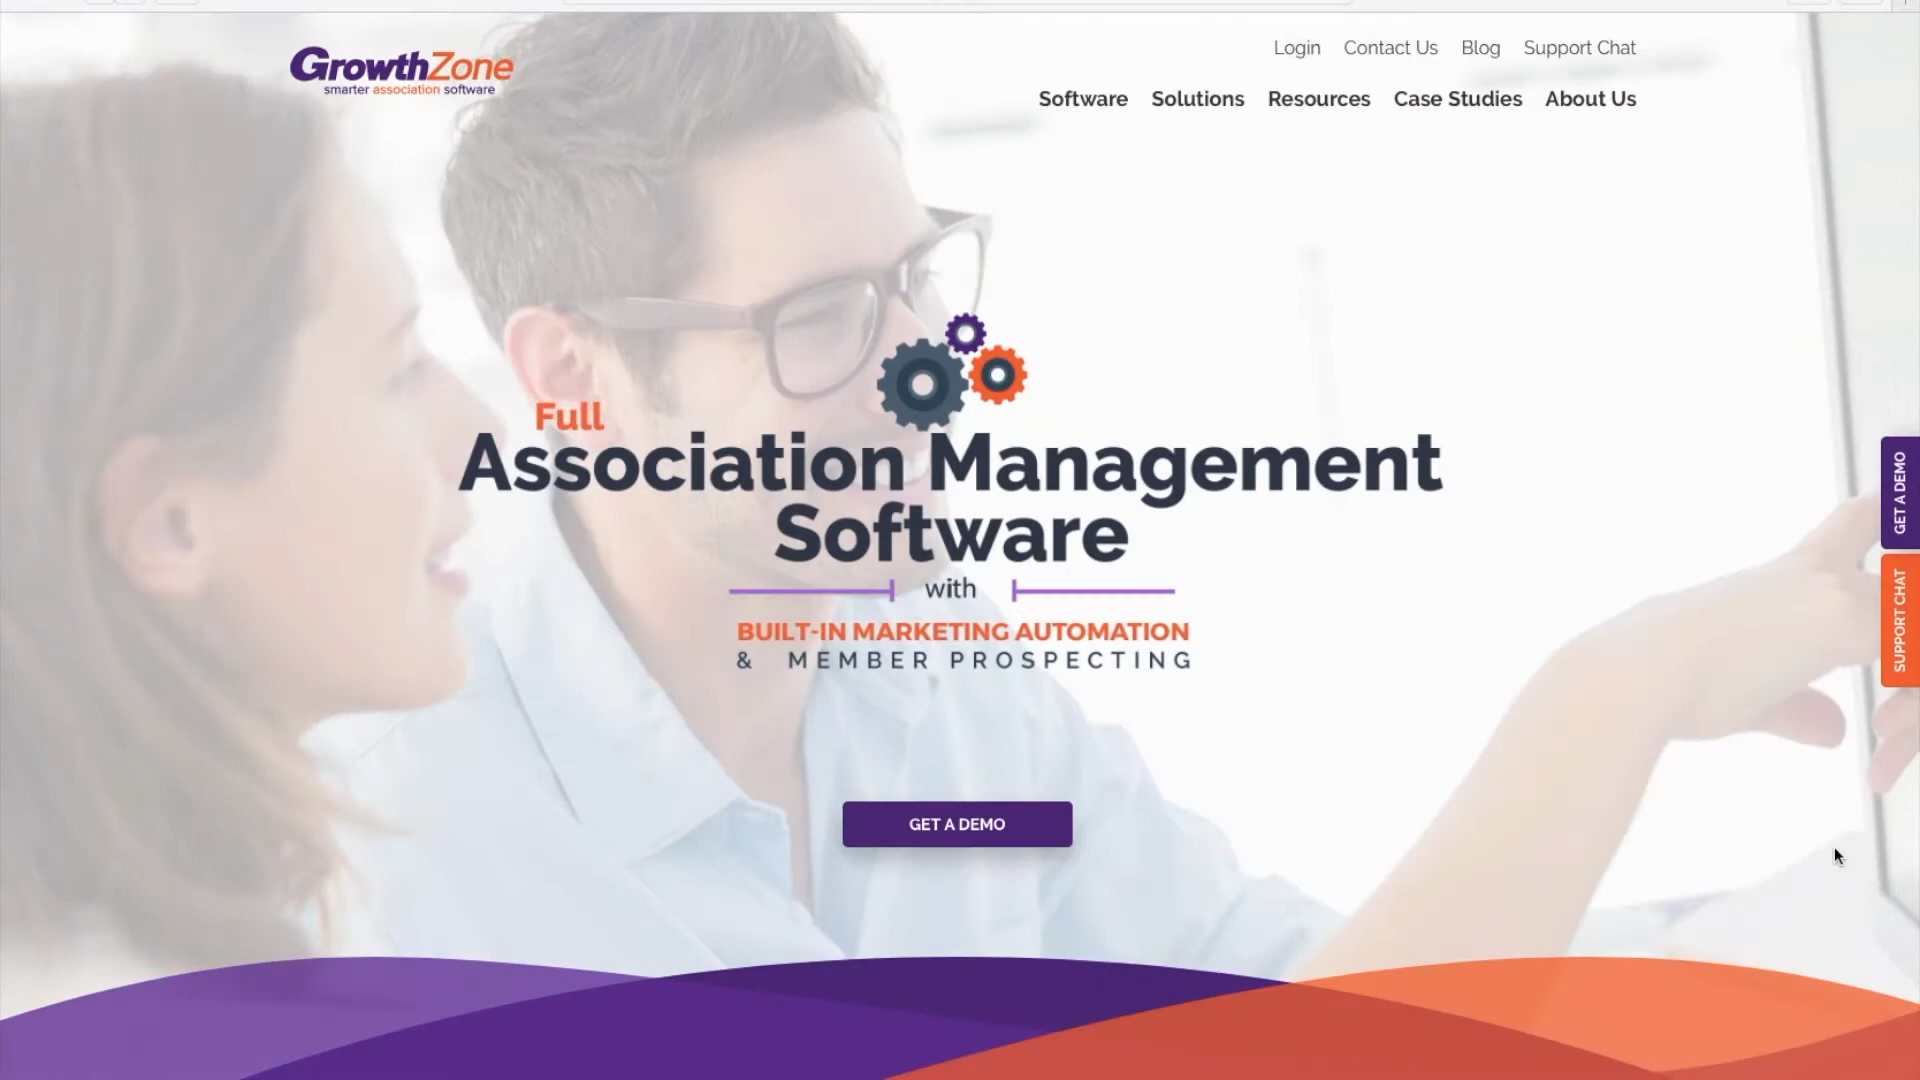 GrowthZone
smarter association software
Login Contact Us Blog Support Chat
Software Solutions Resources Case Studies About Us
Full
Association Management
Software
with
BUILT-IN MARKETING AUTOMATION
& MEMBER PROSPECTING
GET A DEMO
GET A DEMO
SUPPORT CHAT